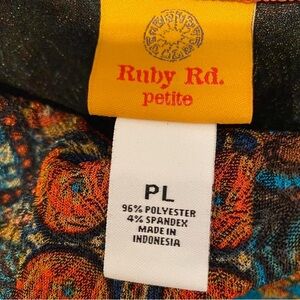 Ruby Rd.
petite
PL
96% POLYESTER
4% SPANDEX
MADE IN
INDONESIA